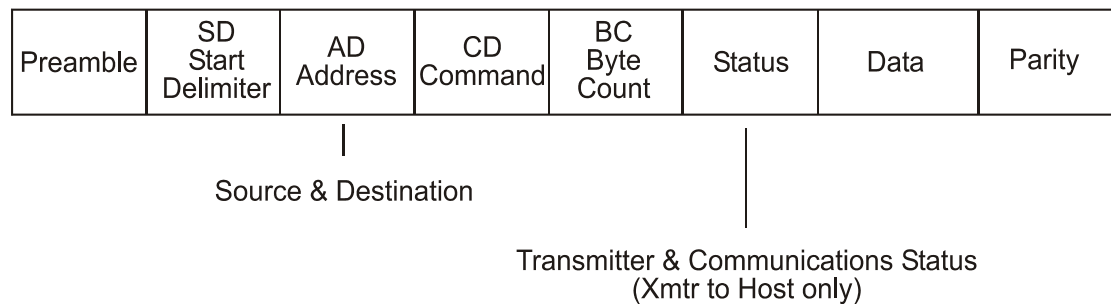 Preamble
SD
Start
Delimiter
AD
Address
CD
Command
BC
Byte
Count
Status
Data
Parity
Source & Destination
Transmitter & Communications Status
(Xmtr to Host only)